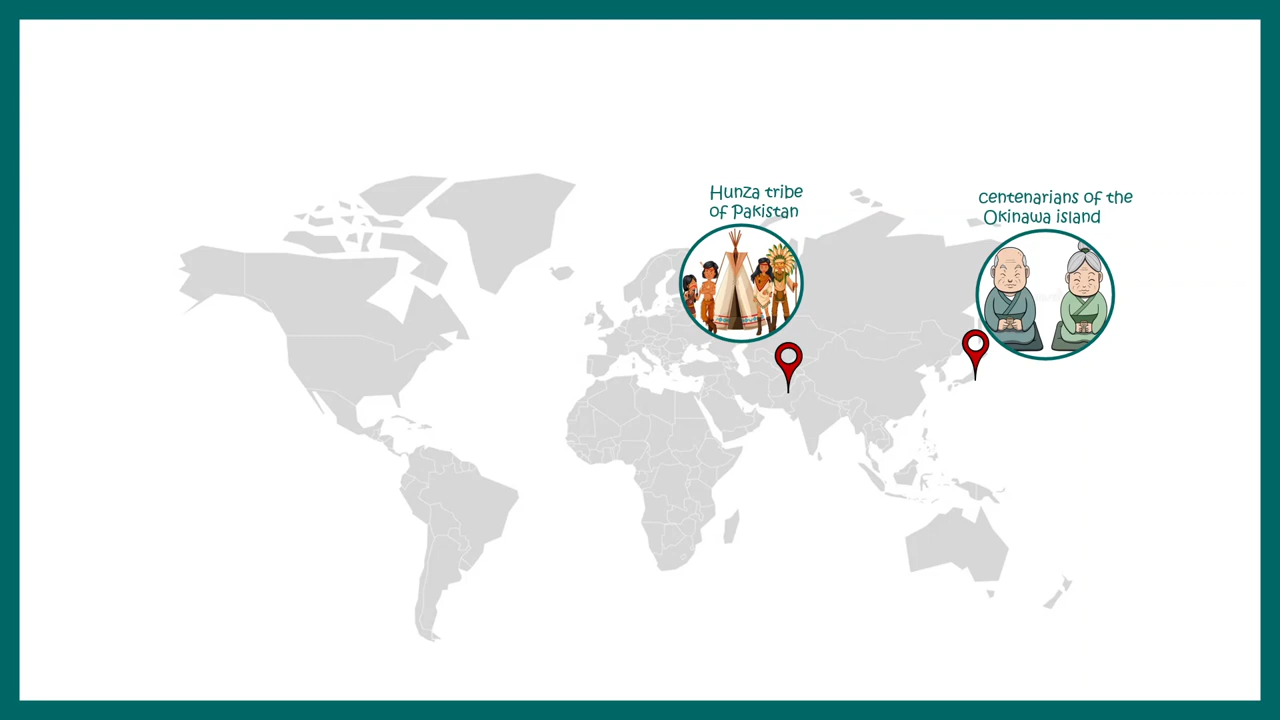 Hunza tribe
of Pakistan
centenarians of the
Okinawa island